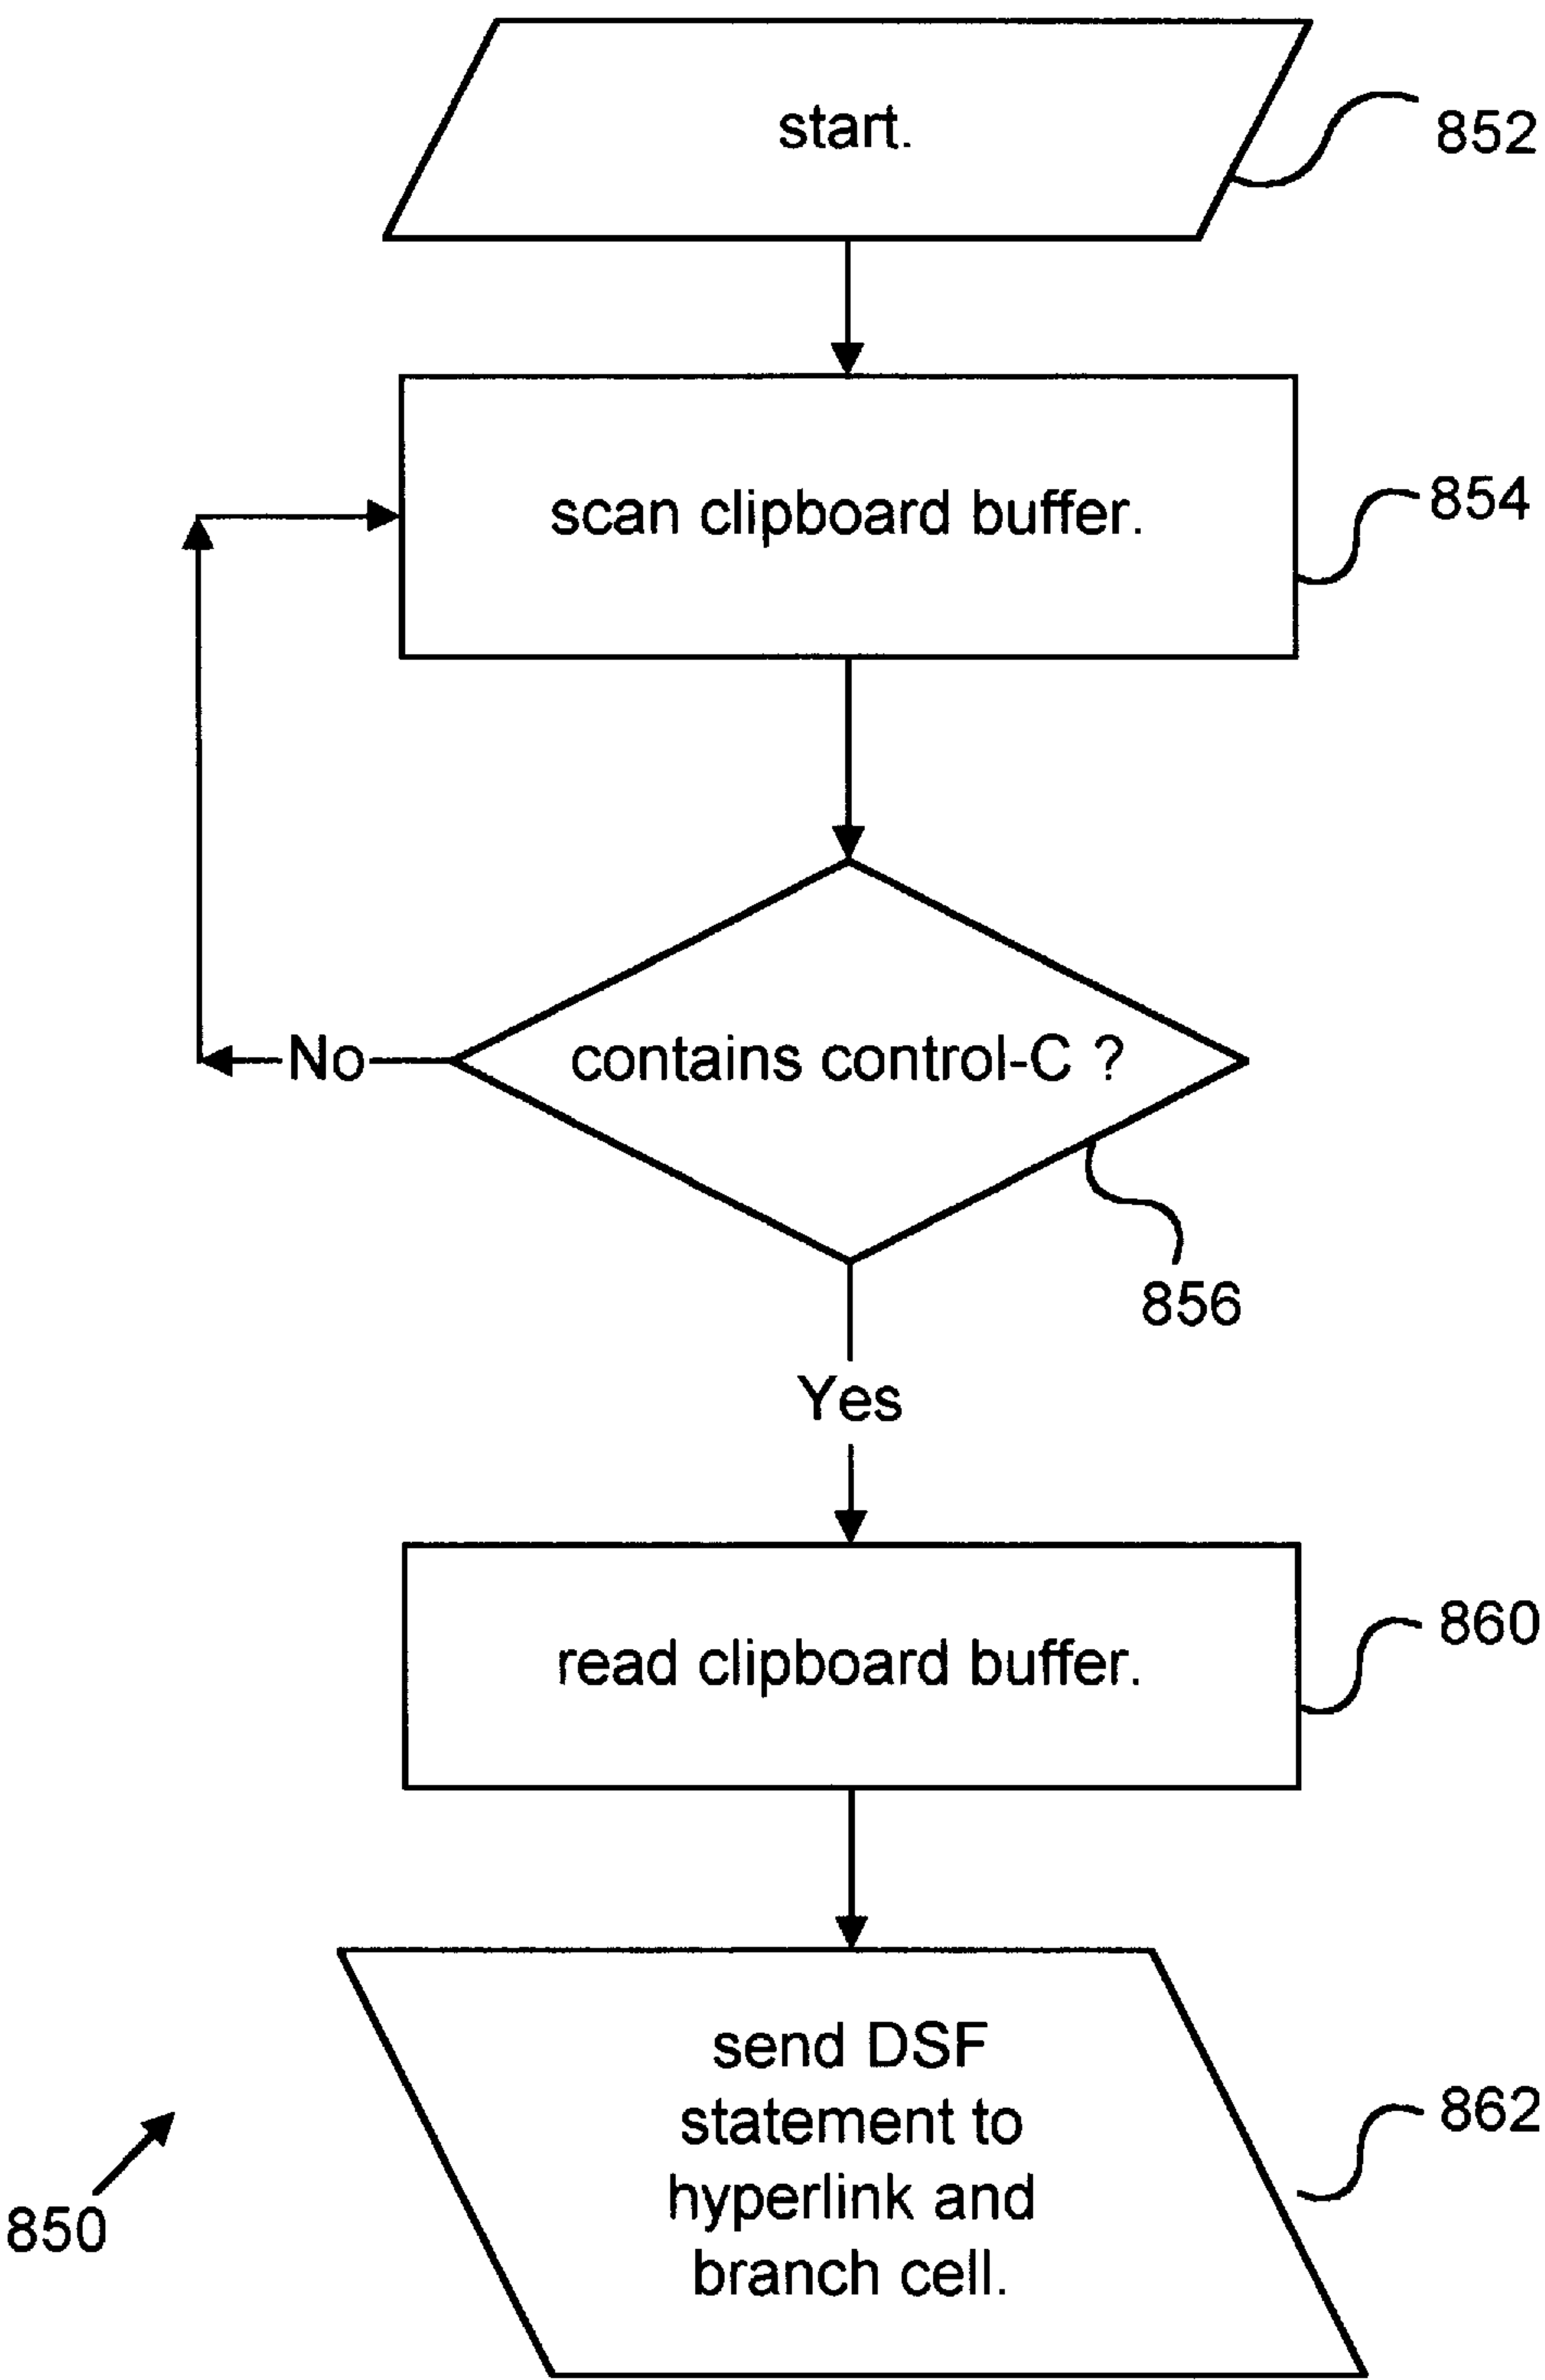 start.
852
scan clipboard buffer.
854
No
contains control-C ?
856
Yes
read clipboard buffer.
860
send DSF
statement to
hyperlink and
branch cell.
862
850